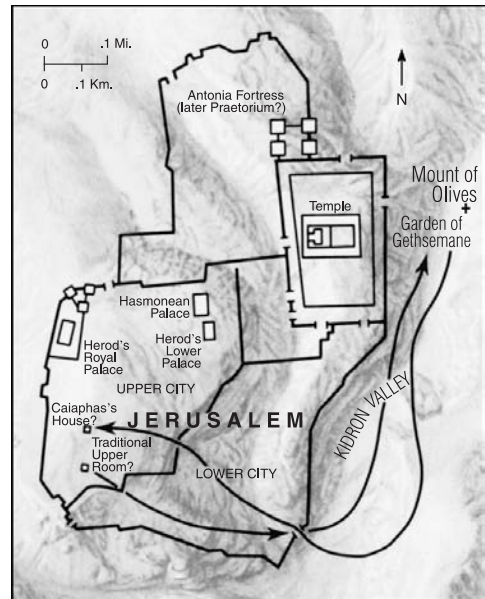 0 .1 Mi.
0 .1 Km.
N
Antonia Fortress
(later Praetorium?)
Mount of
Olives
Temple
Garden of
Gethsemane
Hasmonean
Palace
Herod's
Lower
Palace
Herod's
Royal
Palace
UPPER CITY
Caiaphas's
House?
JERUSALEM
Traditional
Upper
Room?
LOWER CITY
KIDRON VALLEY